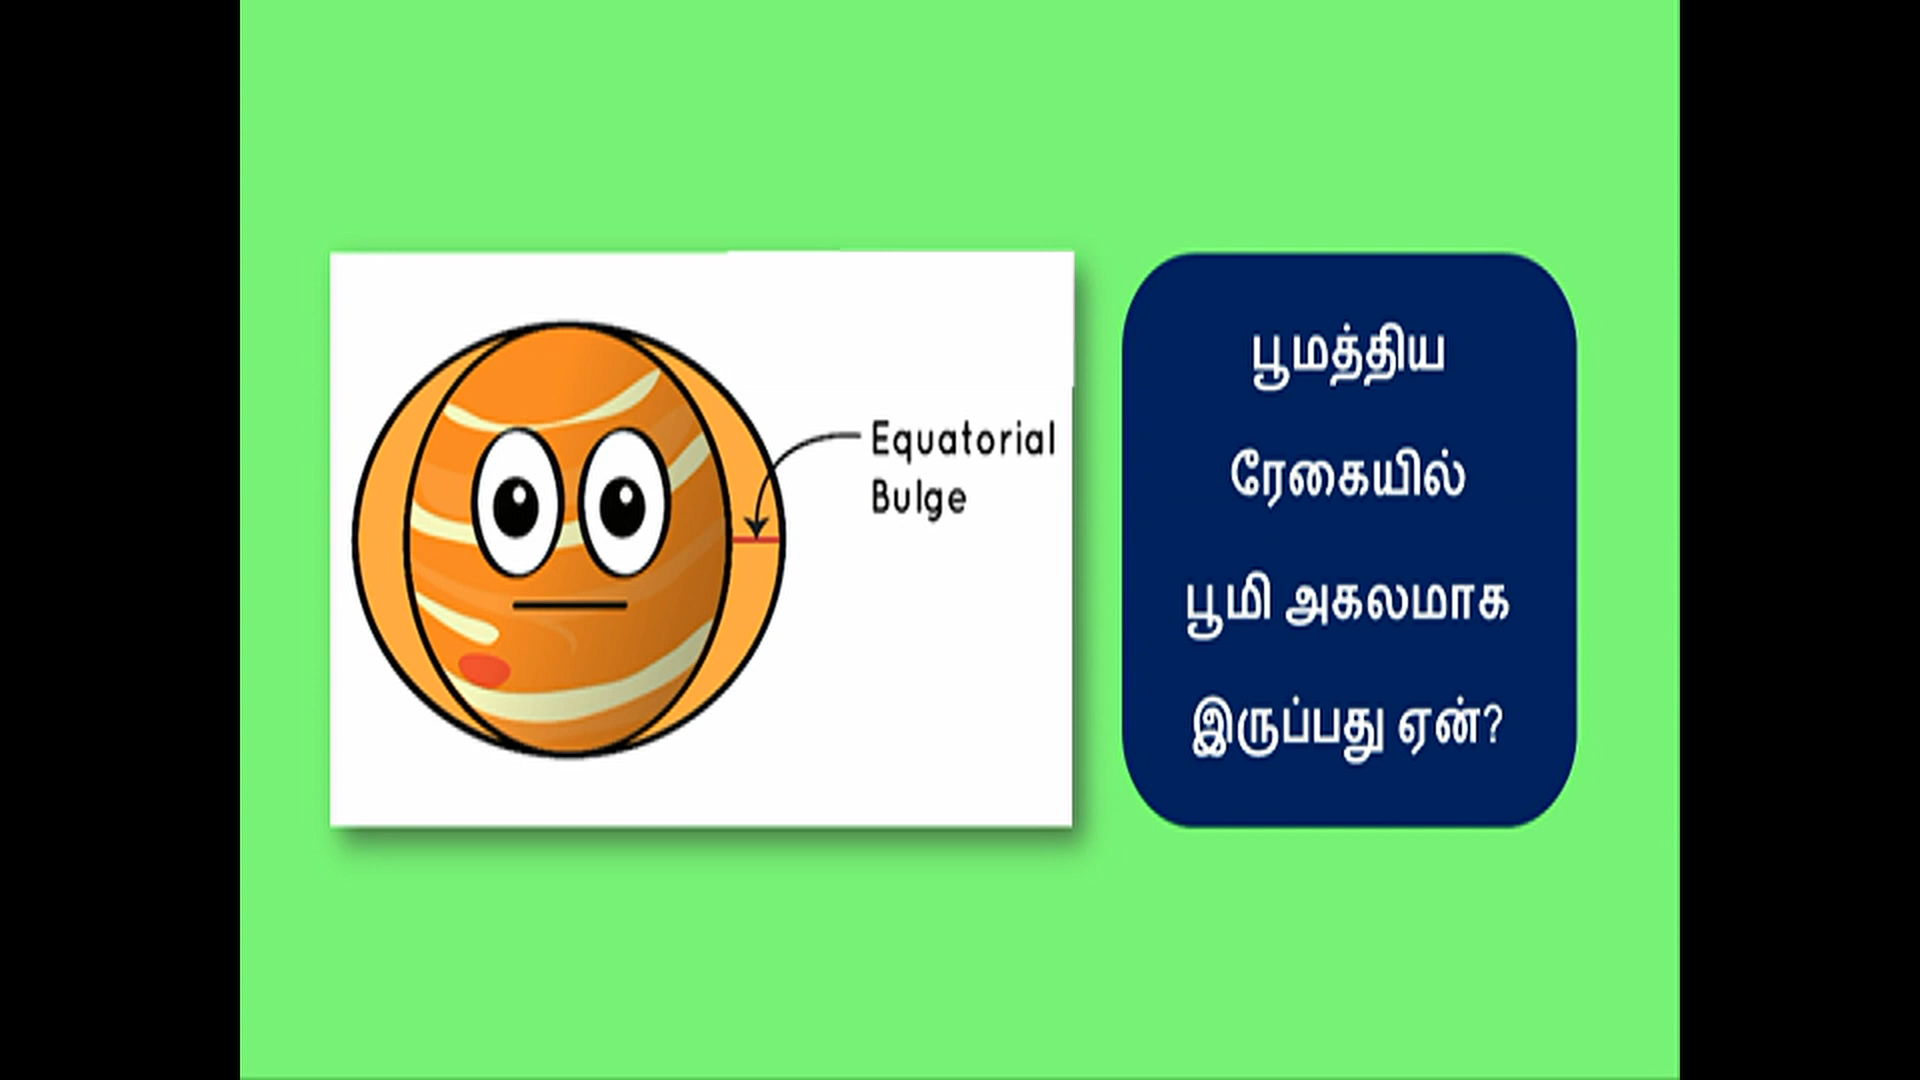 Equatorial
Bulge
பூமத்திய
ரேகையில்
பூமி அகலமாக
இருப்பது ஏன்?